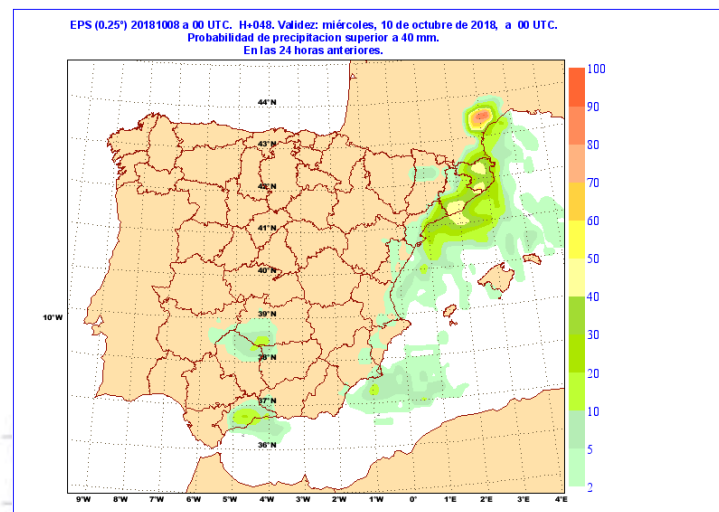 EPS (0.25°) 20181008 a 00 UTC. H+048. Validez: miércoles, 10 de octubre de 2018, a 00 UTC.
Probabilidad de precipitacion superior a 40 mm.
En las 24 horas anteriores.
44°N
43°N
42°N
41°N
40°N
39°N
38°N
37°N
36°N
10°W
9°W
8°W
7°W
6°W
5°W
4°W
3°W
2°W
1°W
0°
1°E
2°E
3°E
4°E
100
90
80
70
60
50
40
30
20
10
5
2